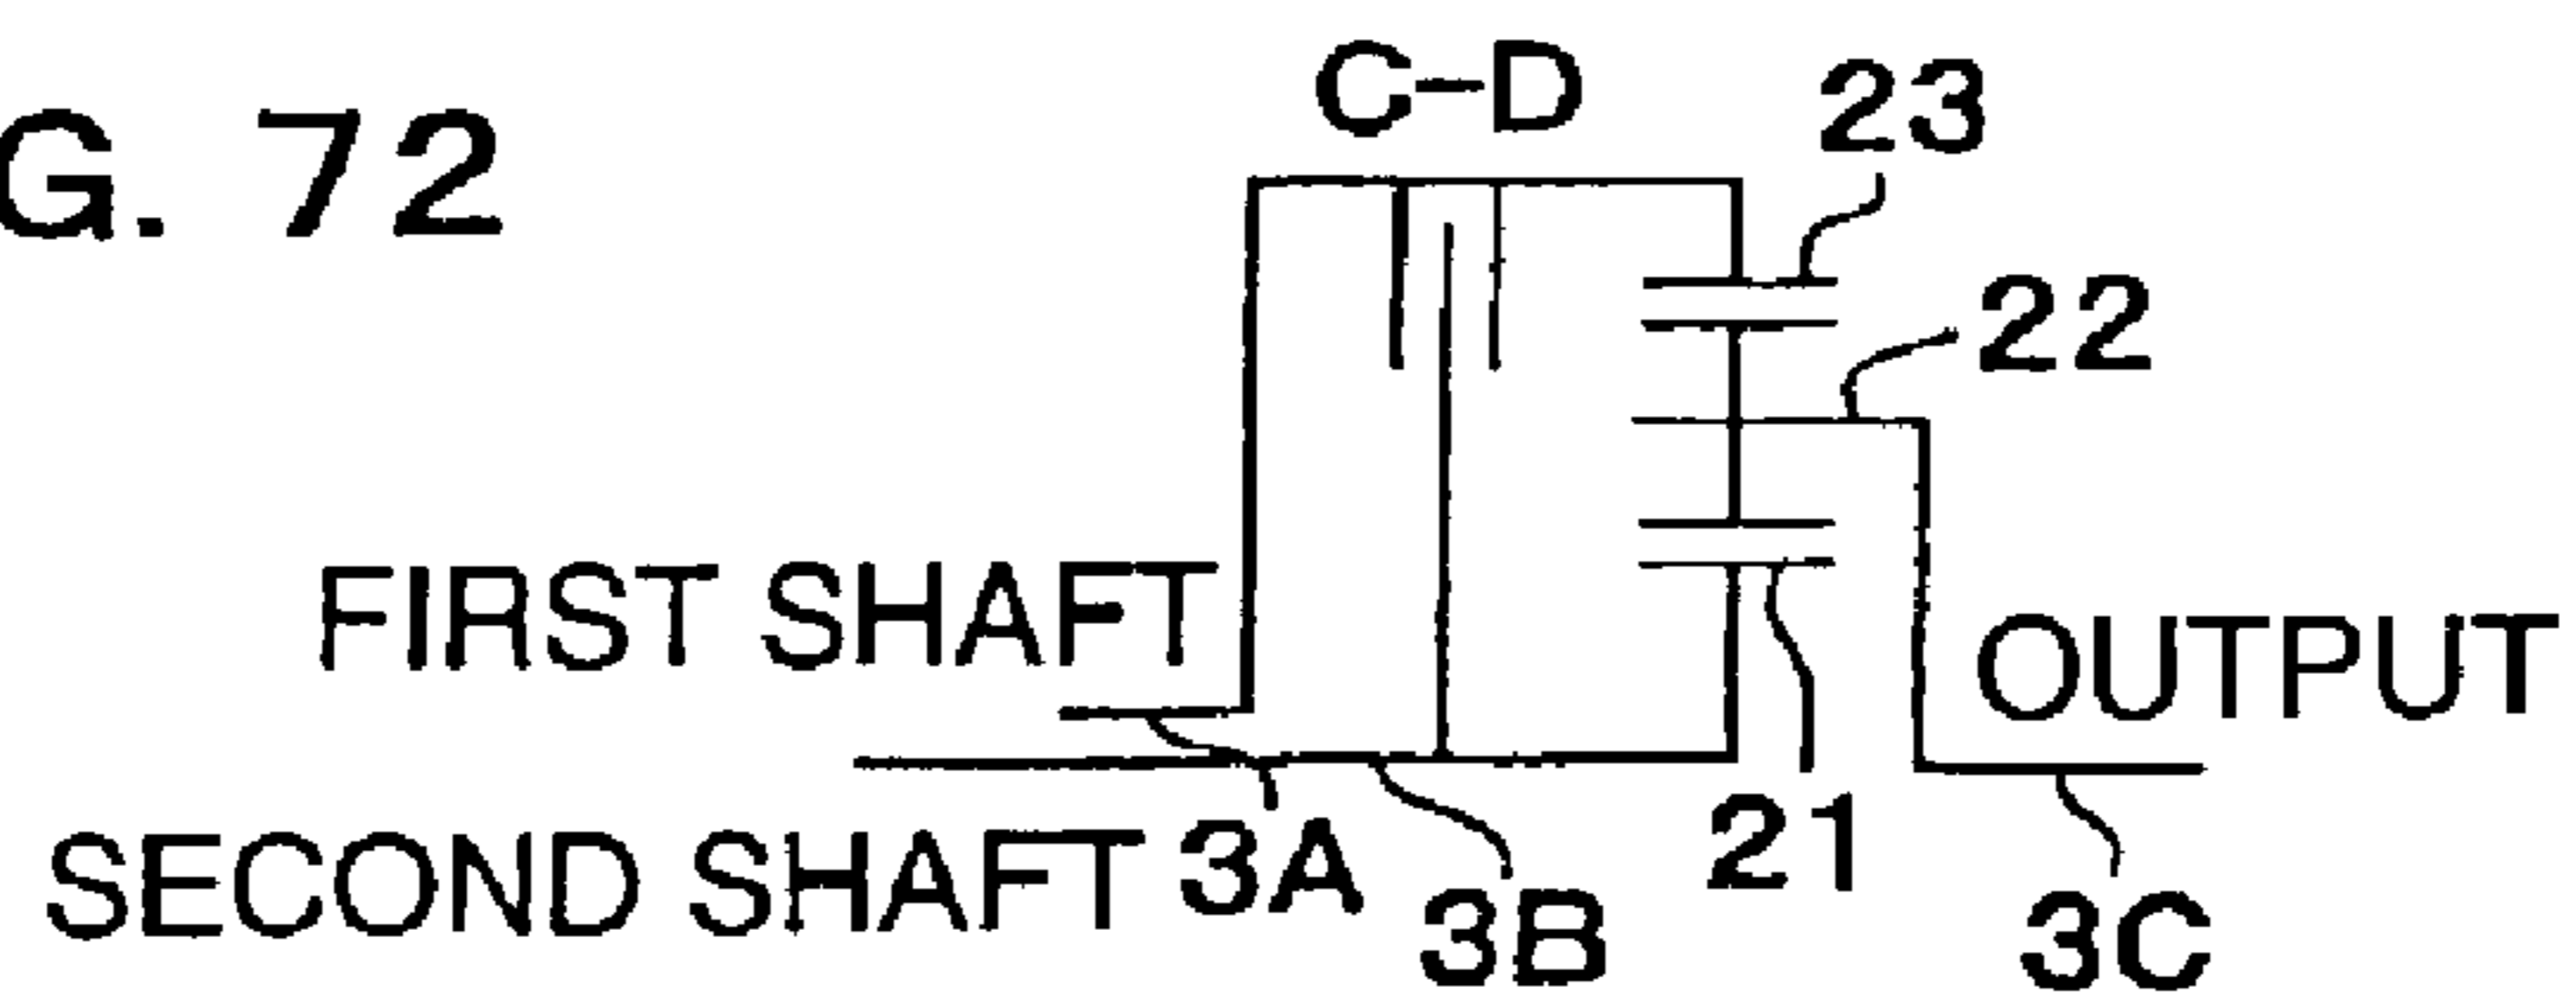 G. 72
C-D
23
22
FIRST SHAFT
OUTPUT
SECOND SHAFT
3A
3B
21
3C